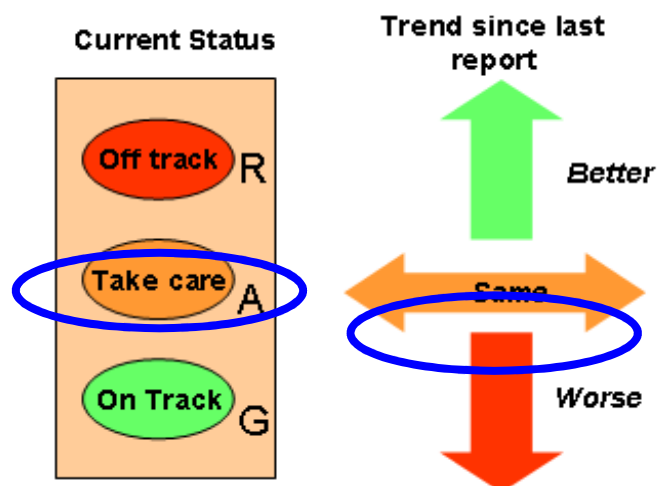 Current Status
Off track R
Take care A
On Track G
Trend since last
report
Better
Same
Worse